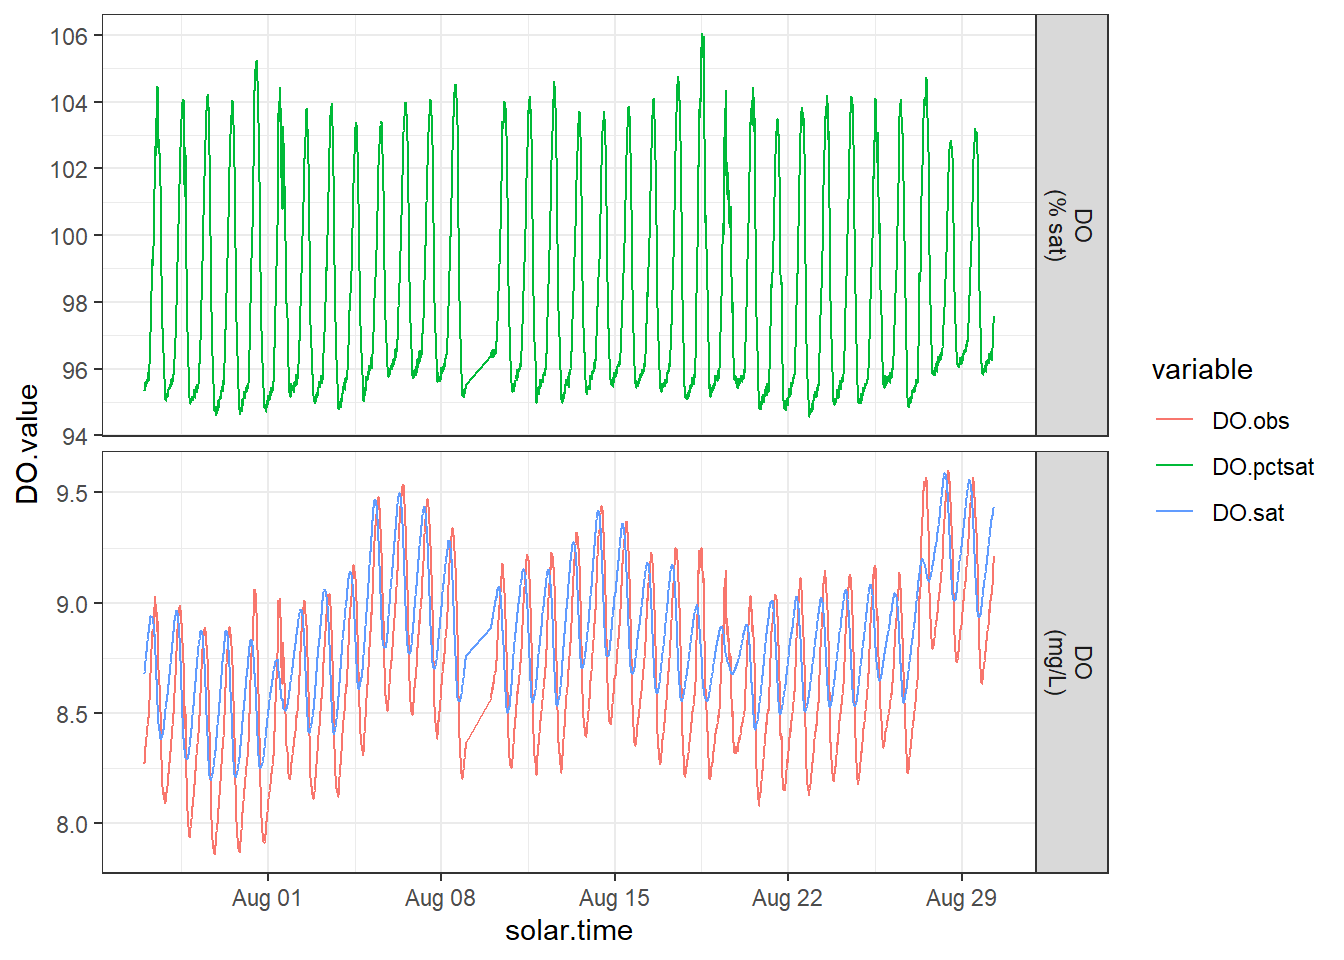 106
104
102
100
98
96
94
DO
(% sat)
9.5
9.0
8.5
8.0
DO
(mg/L)
DO.value
Aug 01
Aug 08
Aug 15
Aug 22
Aug 29
solar.time
variable
DO.obs
DO.pctsat
DO.sat